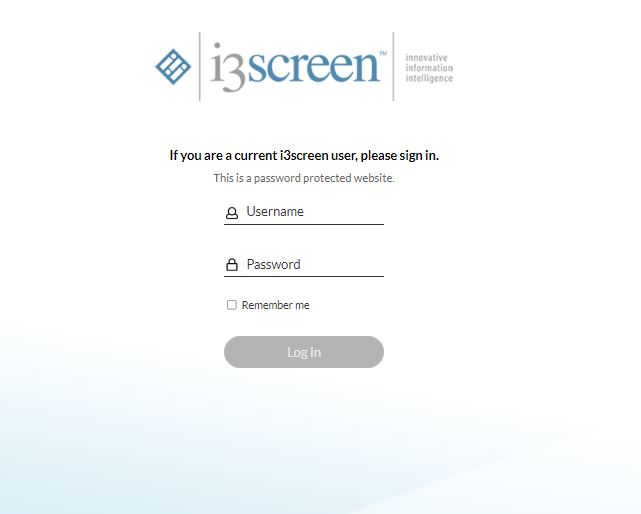 i3screen™
innovative
information
intelligence
If you are a current i3screen user, please sign in.
This is a password protected website.
Username
Password
Remember me
Log In